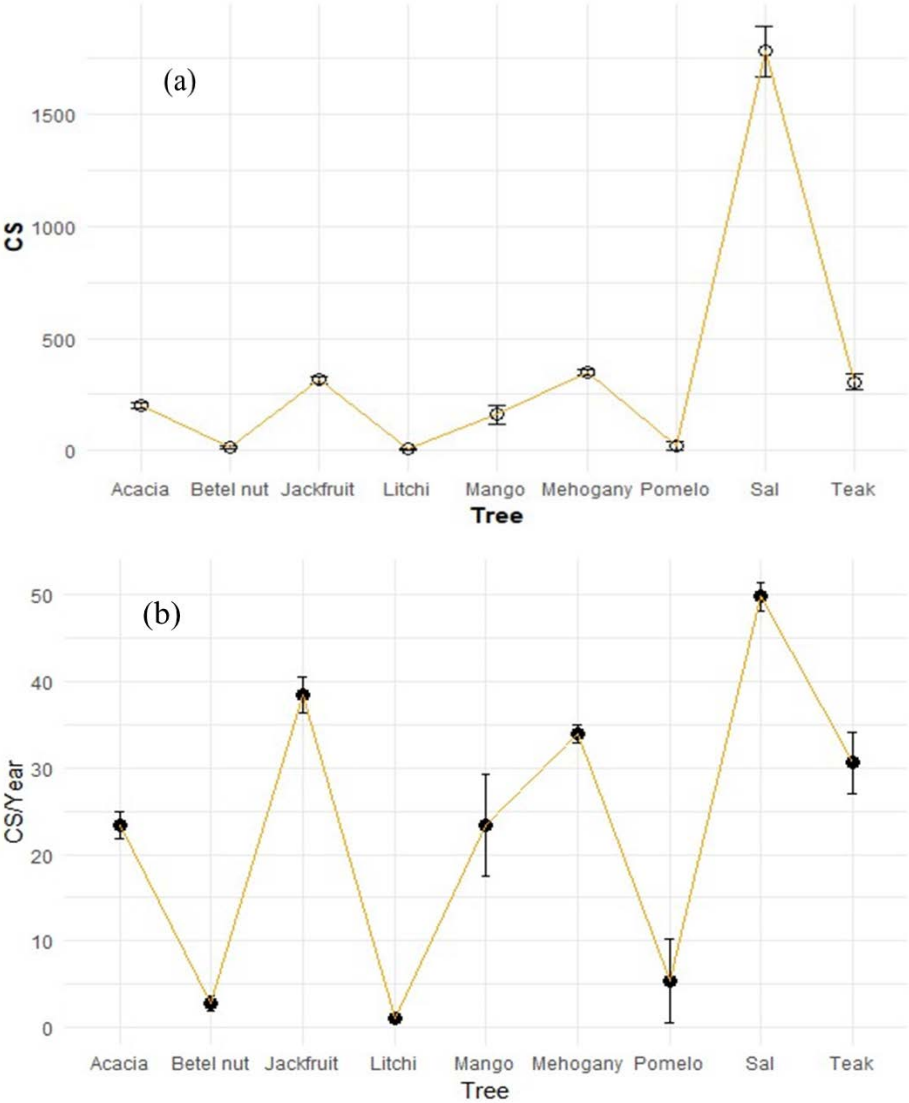 (a)
1500
1000
500
0
CS
Acacia Betel nut Jackfruit Litchi Mango Mehogany Pomelo Sal Teak
Tree
(b)
50
40
30
20
10
0
CS/Year
Acacia Betel nut Jackfruit Litchi Mango Mehogany Pomelo Sal Teak
Tree